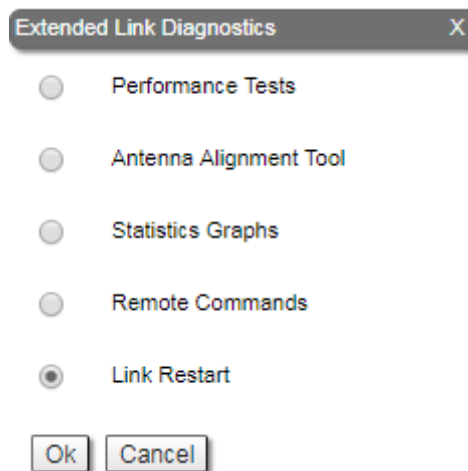 Extended Link Diagnostics X
Performance Tests
Antenna Alignment Tool
Statistics Graphs
Remote Commands
Link Restart
Ok Cancel